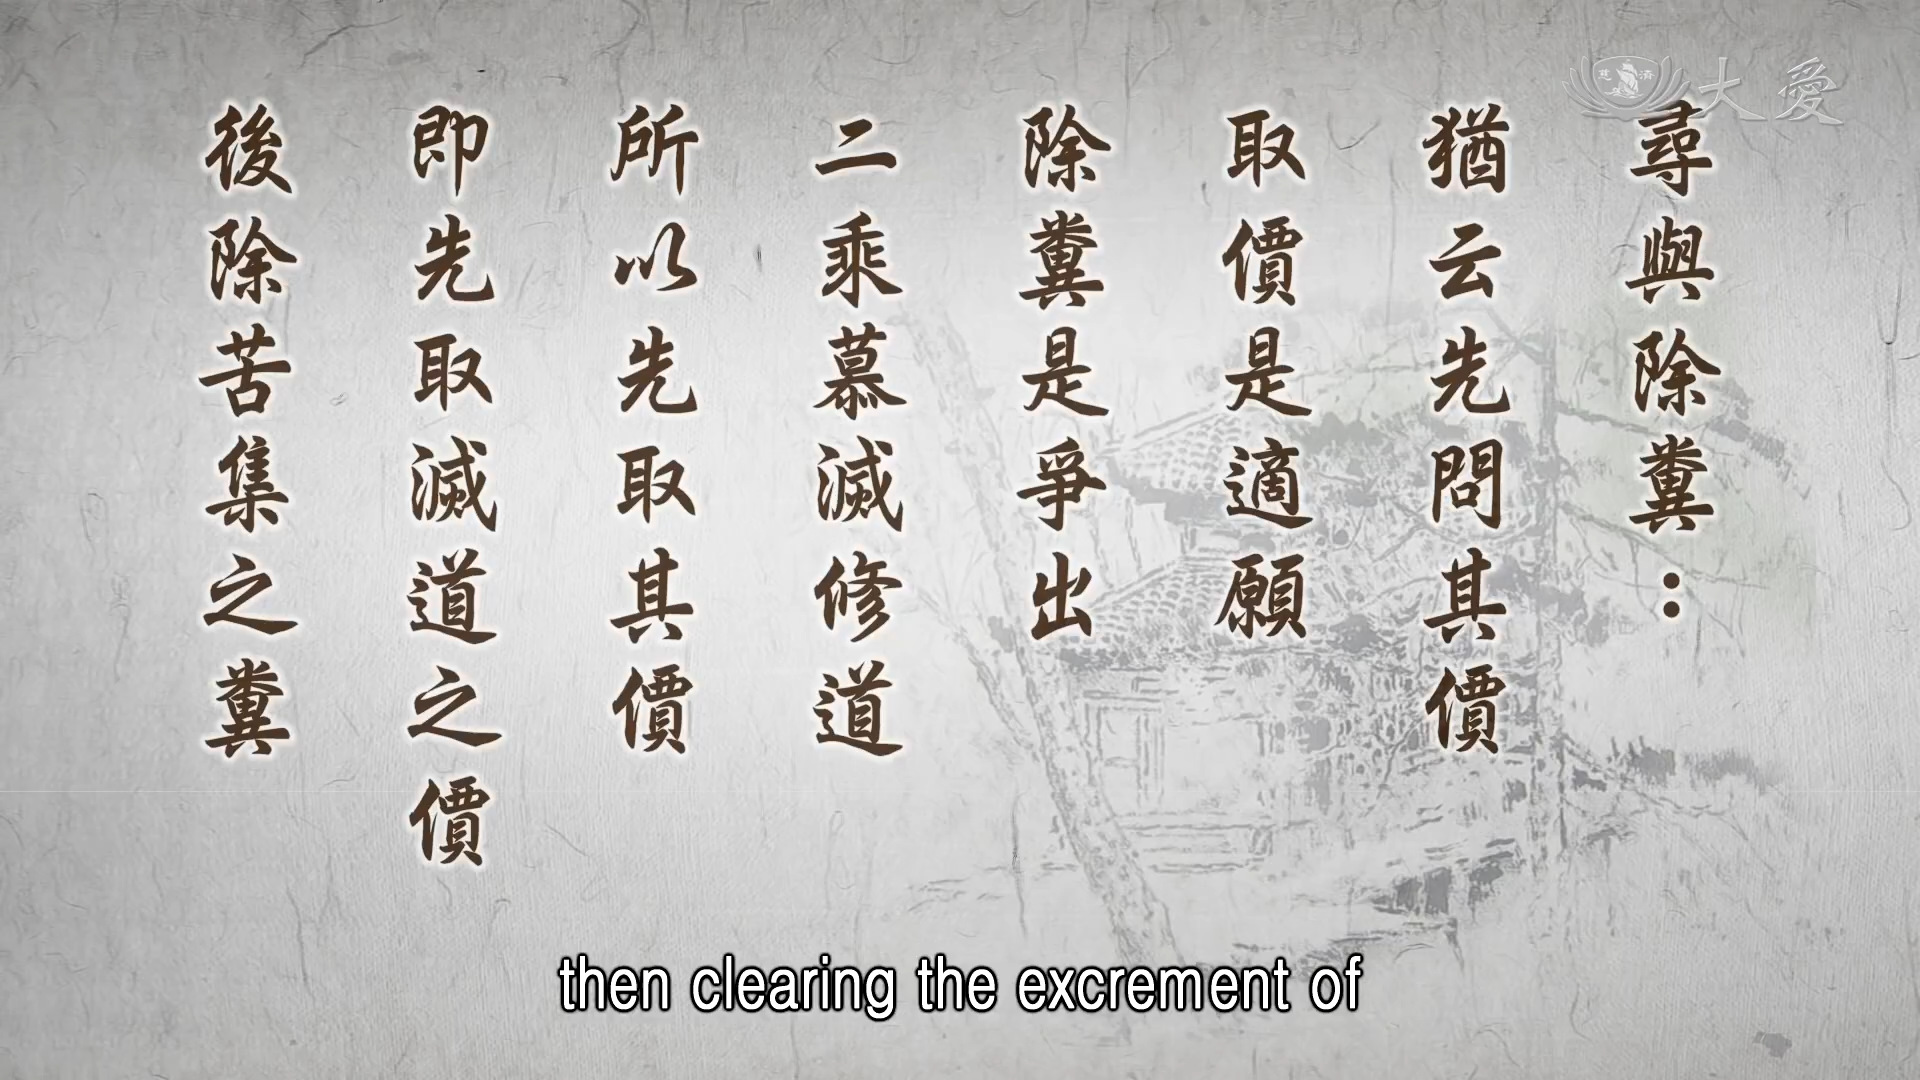 尋與除糞：
猶云先問其價
取價是適願
除糞是爭出
二乘慕滅修道
所以先取其價
即先取滅道之價
後除苦集之糞
慈濟
大愛
then clearing the excrement of